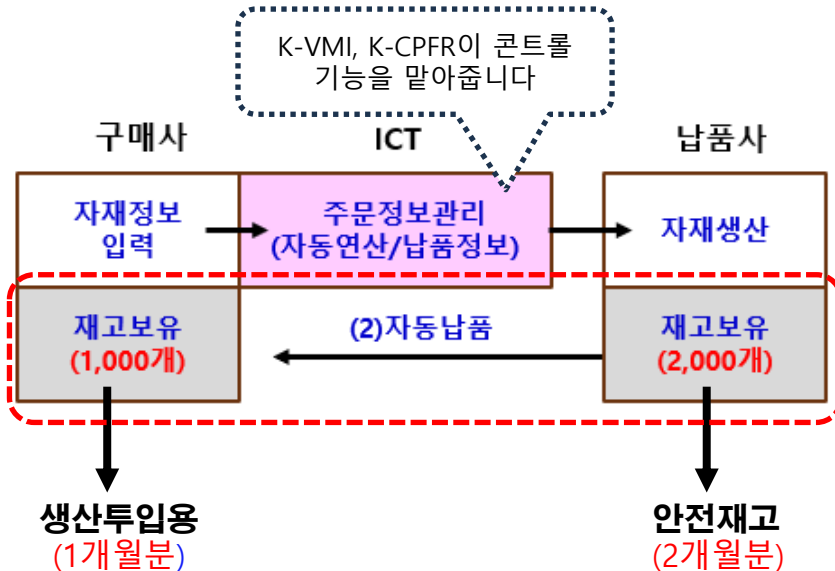 K-VMI, K-CPFR이 콘트롤
기능을 맡아줍니다
구매사
ICT
납품사
자재정보
입력
주문정보관리
(자동연산/납품정보)
자재생산
재고보유
(1,000개)
(2)자동납품
재고보유
(2,000개)
생산투입용
(1개월분)
안전재고
(2개월분)